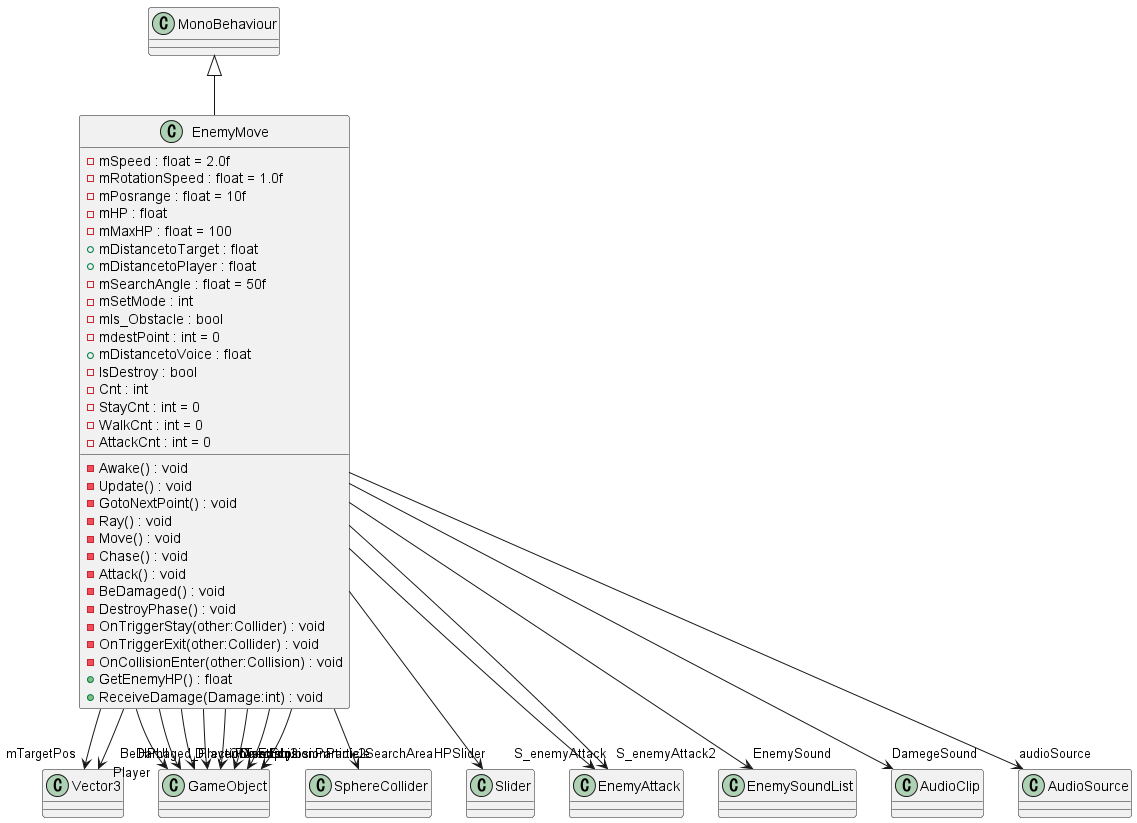 C MonoBehaviour
C EnemyMove
mSpeed : float = 2.0f
mRotationSpeed : float = 1.0f
mPosrange : float = 10f
mHP : float
mMaxHP : float = 100
mDistancetoTarget : float
mDistancetoPlayer : float
mSearchAngle : float = 50f
mSetMode : int
mIs_Obstacle : bool
mdestPoint : int = 0
mDistancetoVoice : float
IsDestroy : bool
Cnt : int
StayCnt : int = 0
WalkCnt : int = 0
AttackCnt : int = 0
Awake() : void
Update() : void
GotoNextPoint() : void
Ray() : void
Move() : void
Chase() : void
Attack() : void
BeDamaged() : void
DestroyPhase() : void
OnTriggerStay(other:Collider) : void
OnTriggerExit(other:Collider) : void
OnCollisionEnter(other:Collision) : void
GetEnemyHP() : float
ReceiveDamage(Damage:int) : void
mTargetPos
SearchArea
HPSlider
S_enemyAttack
S_enemyAttack2
EnemySound
DamegeSound
audioSource
Player
C Vector3
C GameObject
C SphereCollider
C Slider
C EnemyAttack
C EnemySoundList
C AudioClip
C AudioSource